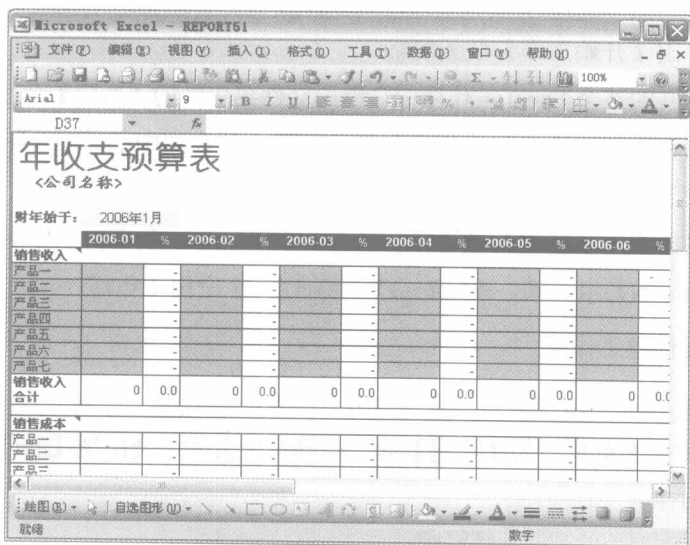 Microsoft Excel - REPORT51
文件(F) 编辑(E) 视图(V) 插入(I) 格式(O) 工具(T) 数据(D) 窗口(W) 帮助(H)
100%
Arial 9 B I U
D37 fx
年收支预算表
<公司名称>
财年始于: 2006年1月
2006-01 % 2006-02 % 2006-03 % 2006-04 % 2006-05 % 2006-06 %
销售收入
产品一 - - - - - -
产品二 - - - - - -
产品三 - - - - - -
产品四 - - - - - -
产品五 - - - - - -
产品六 - - - - - -
产品七 - - - - - -
销售收入
合计 0 0.0 0 0.0 0 0.0 0 0.0 0 0.0 0 0.0
销售成本
产品一 - - - - - -
产品二 - - - - - -
产品三 - - - - - -
绘图(R) 自选图形(U)
就绪 数字